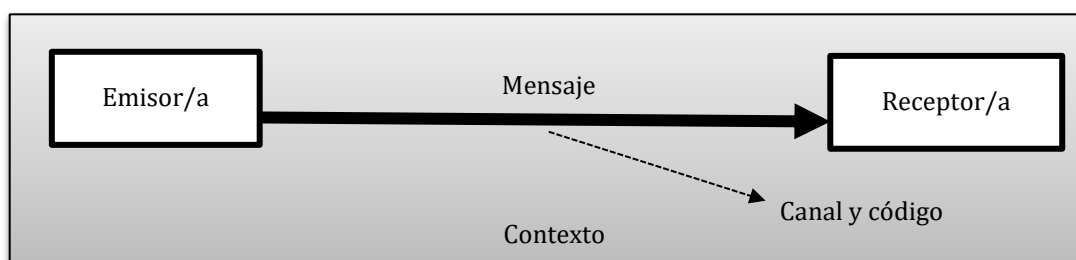 Emisor/a
Mensaje
Receptor/a
Canal y código
Contexto